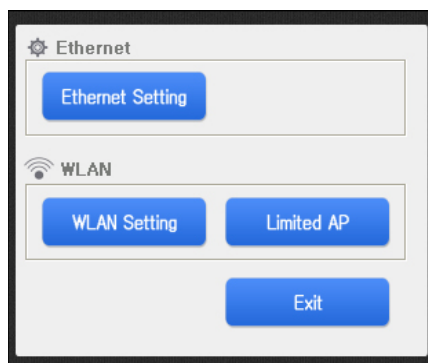 Ethernet
Ethernet Setting
WLAN
WLAN Setting Limited AP
Exit